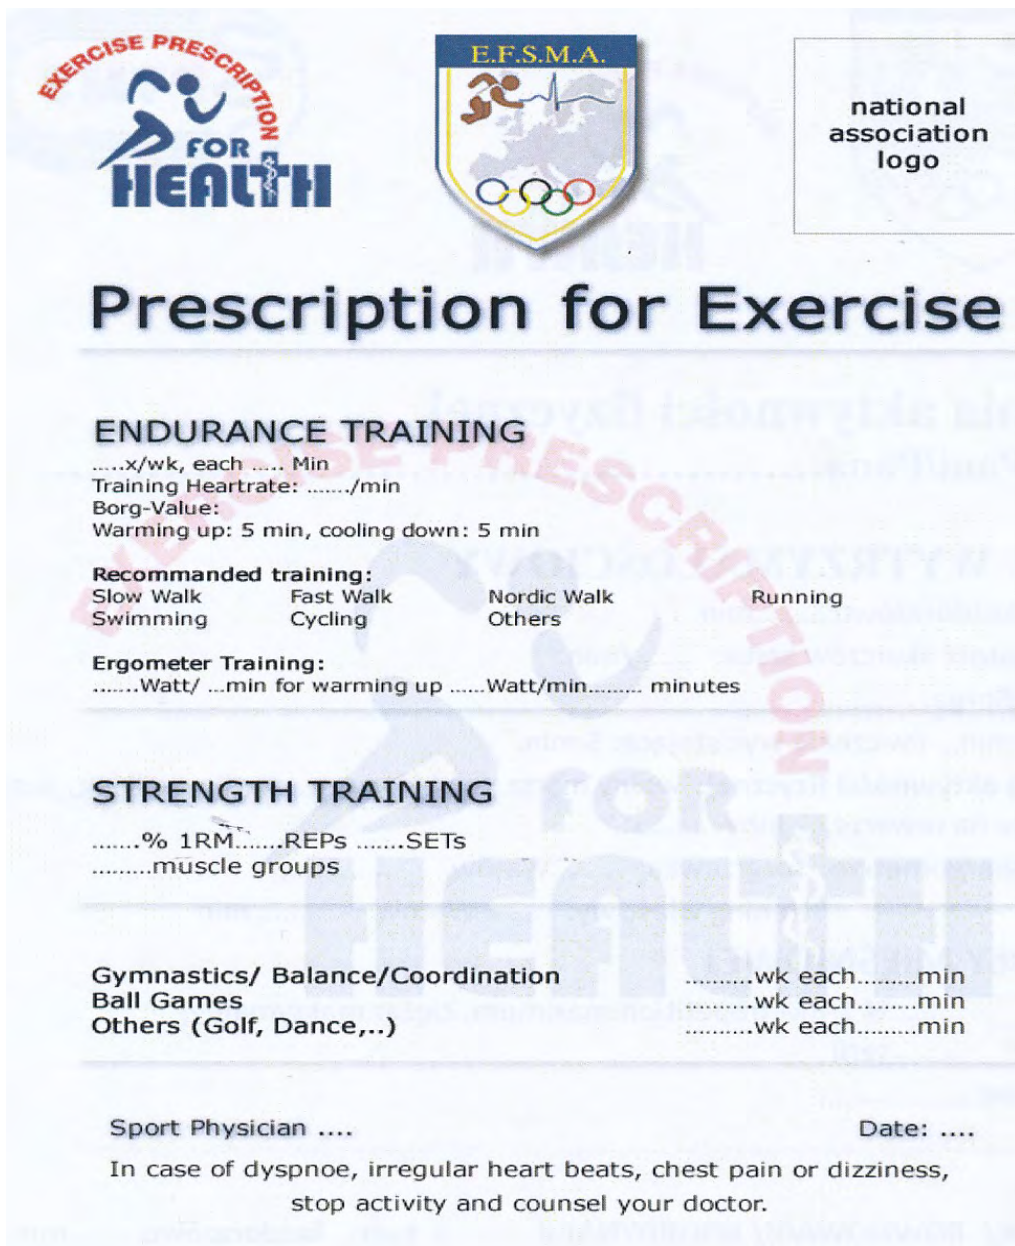 EXERCISE PRESCRIPTION
FOR
HEALTH
E.F.S.M.A.
national
association
logo
Prescription for Exercise
ENDURANCE TRAINING
.....x/wk, each ..... Min
Training Heartrate: ......./min
Borg-Value:
Warming up: 5 min, cooling down: 5 min
Recommanded training:
Slow Walk Fast Walk Nordic Walk Running
Swimming Cycling Others
Ergometer Training:
.......Watt/ ...min for warming up .....Watt/min......... minutes
STRENGTH TRAINING
.......% 1RM.......REPs .......SETs
.........muscle groups
Gymnastics/ Balance/Coordination ..........wk each.........min
Ball Games ..........wk each.........min
Others (Golf, Dance,..) ..........wk each.........min
Sport Physician .... Date: ....
In case of dyspnoe, irregular heart beats, chest pain or dizziness,
stop activity and counsel your doctor.
EXERCISE PRESCRIPTION
FOR
HEALTH